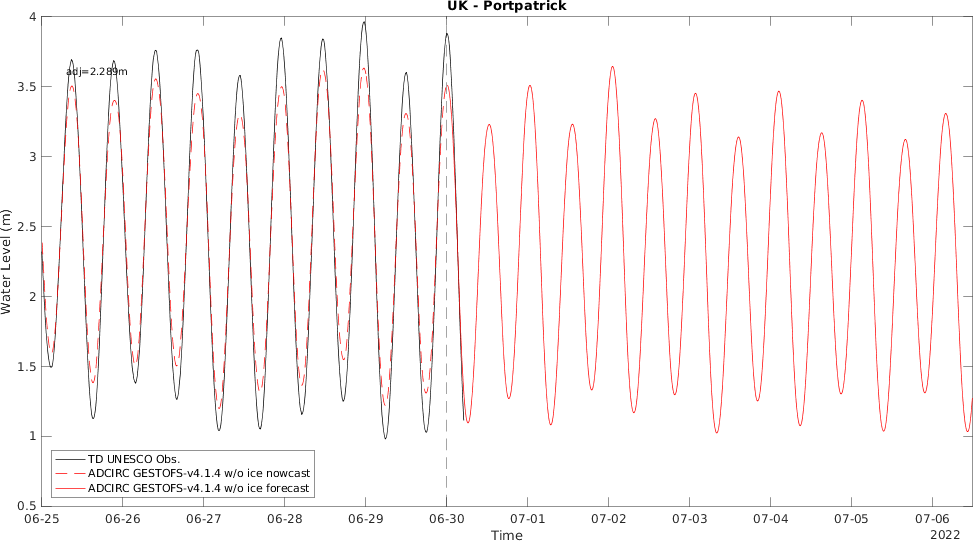 UK - Portpatrick
4
3.5
3
2.5
2
1.5
1
0.5
Water Level (m)
adj=2.289m
TD UNESCO Obs.
ADCIRC GESTOFS-v4.1.4 w/o ice nowcast
ADCIRC GESTOFS-v4.1.4 w/o ice forecast
06-25 06-26 06-27 06-28 06-29 06-30 07-01 07-02 07-03 07-04 07-05 07-06
Time
2022